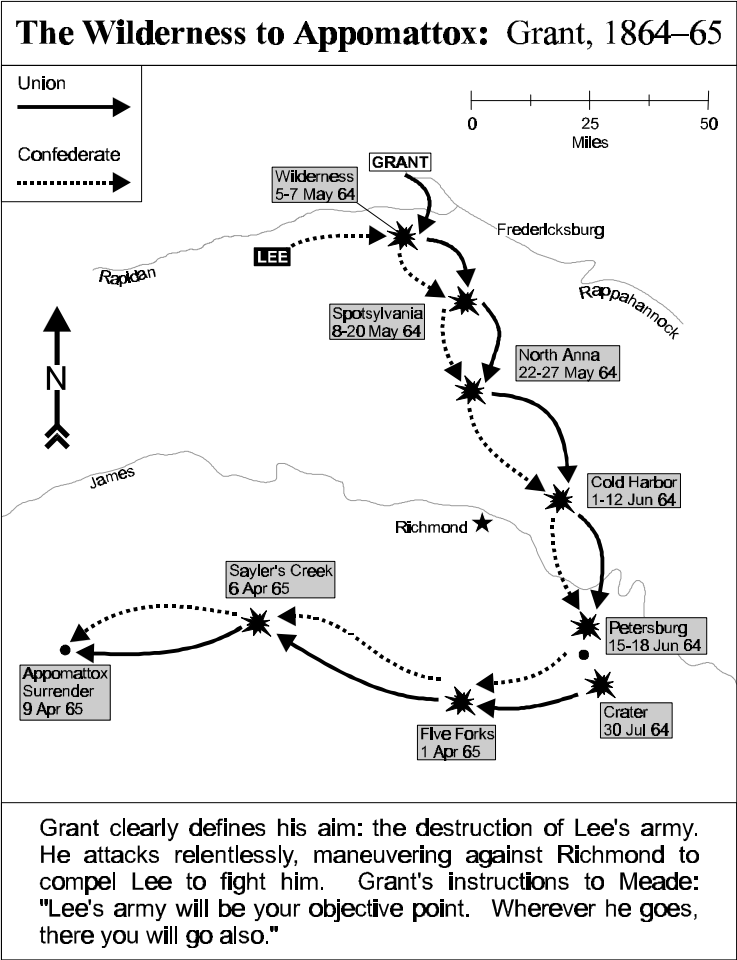 The Wilderness to Appomattox: Grant, 1864–65
Union
Confederate
0 25 50
Miles
GRANT
Wilderness
5-7 May 64
Fredericksburg
LEE
Rapidan
Rappahannock
Spotsylvania
8-20 May 64
North Anna
22-27 May 64
N
James
Cold Harbor
1-12 Jun 64
Richmond
Sayler's Creek
6 Apr 65
Petersburg
15-18 Jun 64
Appomattox
Surrender
9 Apr 65
Crater
30 Jul 64
Five Forks
1 Apr 65
Grant clearly defines his aim: the destruction of Lee's army.
He attacks relentlessly, maneuvering against Richmond to
compel Lee to fight him. Grant's instructions to Meade:
"Lee's army will be your objective point. Wherever he goes,
there you will go also."